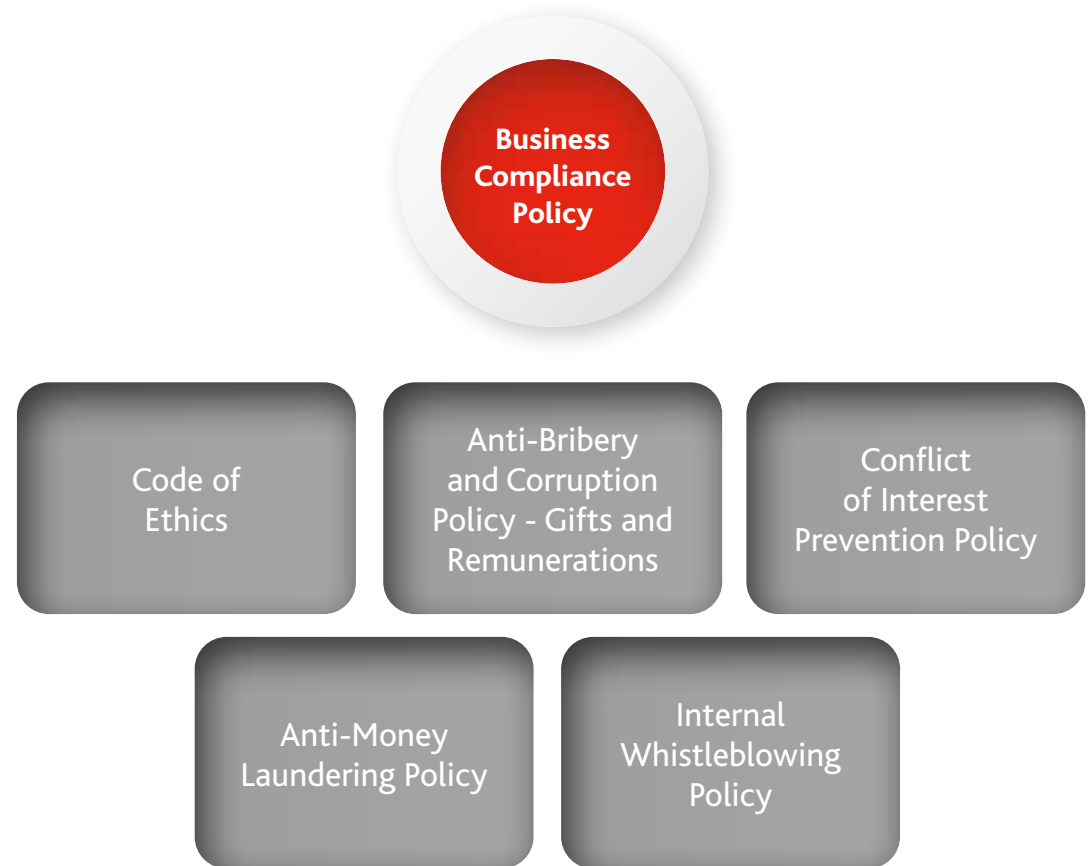 Business
Compliance
Policy
Code of
Ethics
Anti-Bribery
and Corruption
Policy - Gifts and
Remunerations
Conflict
of Interest
Prevention Policy
Anti-Money
Laundering Policy
Internal
Whistleblowing
Policy